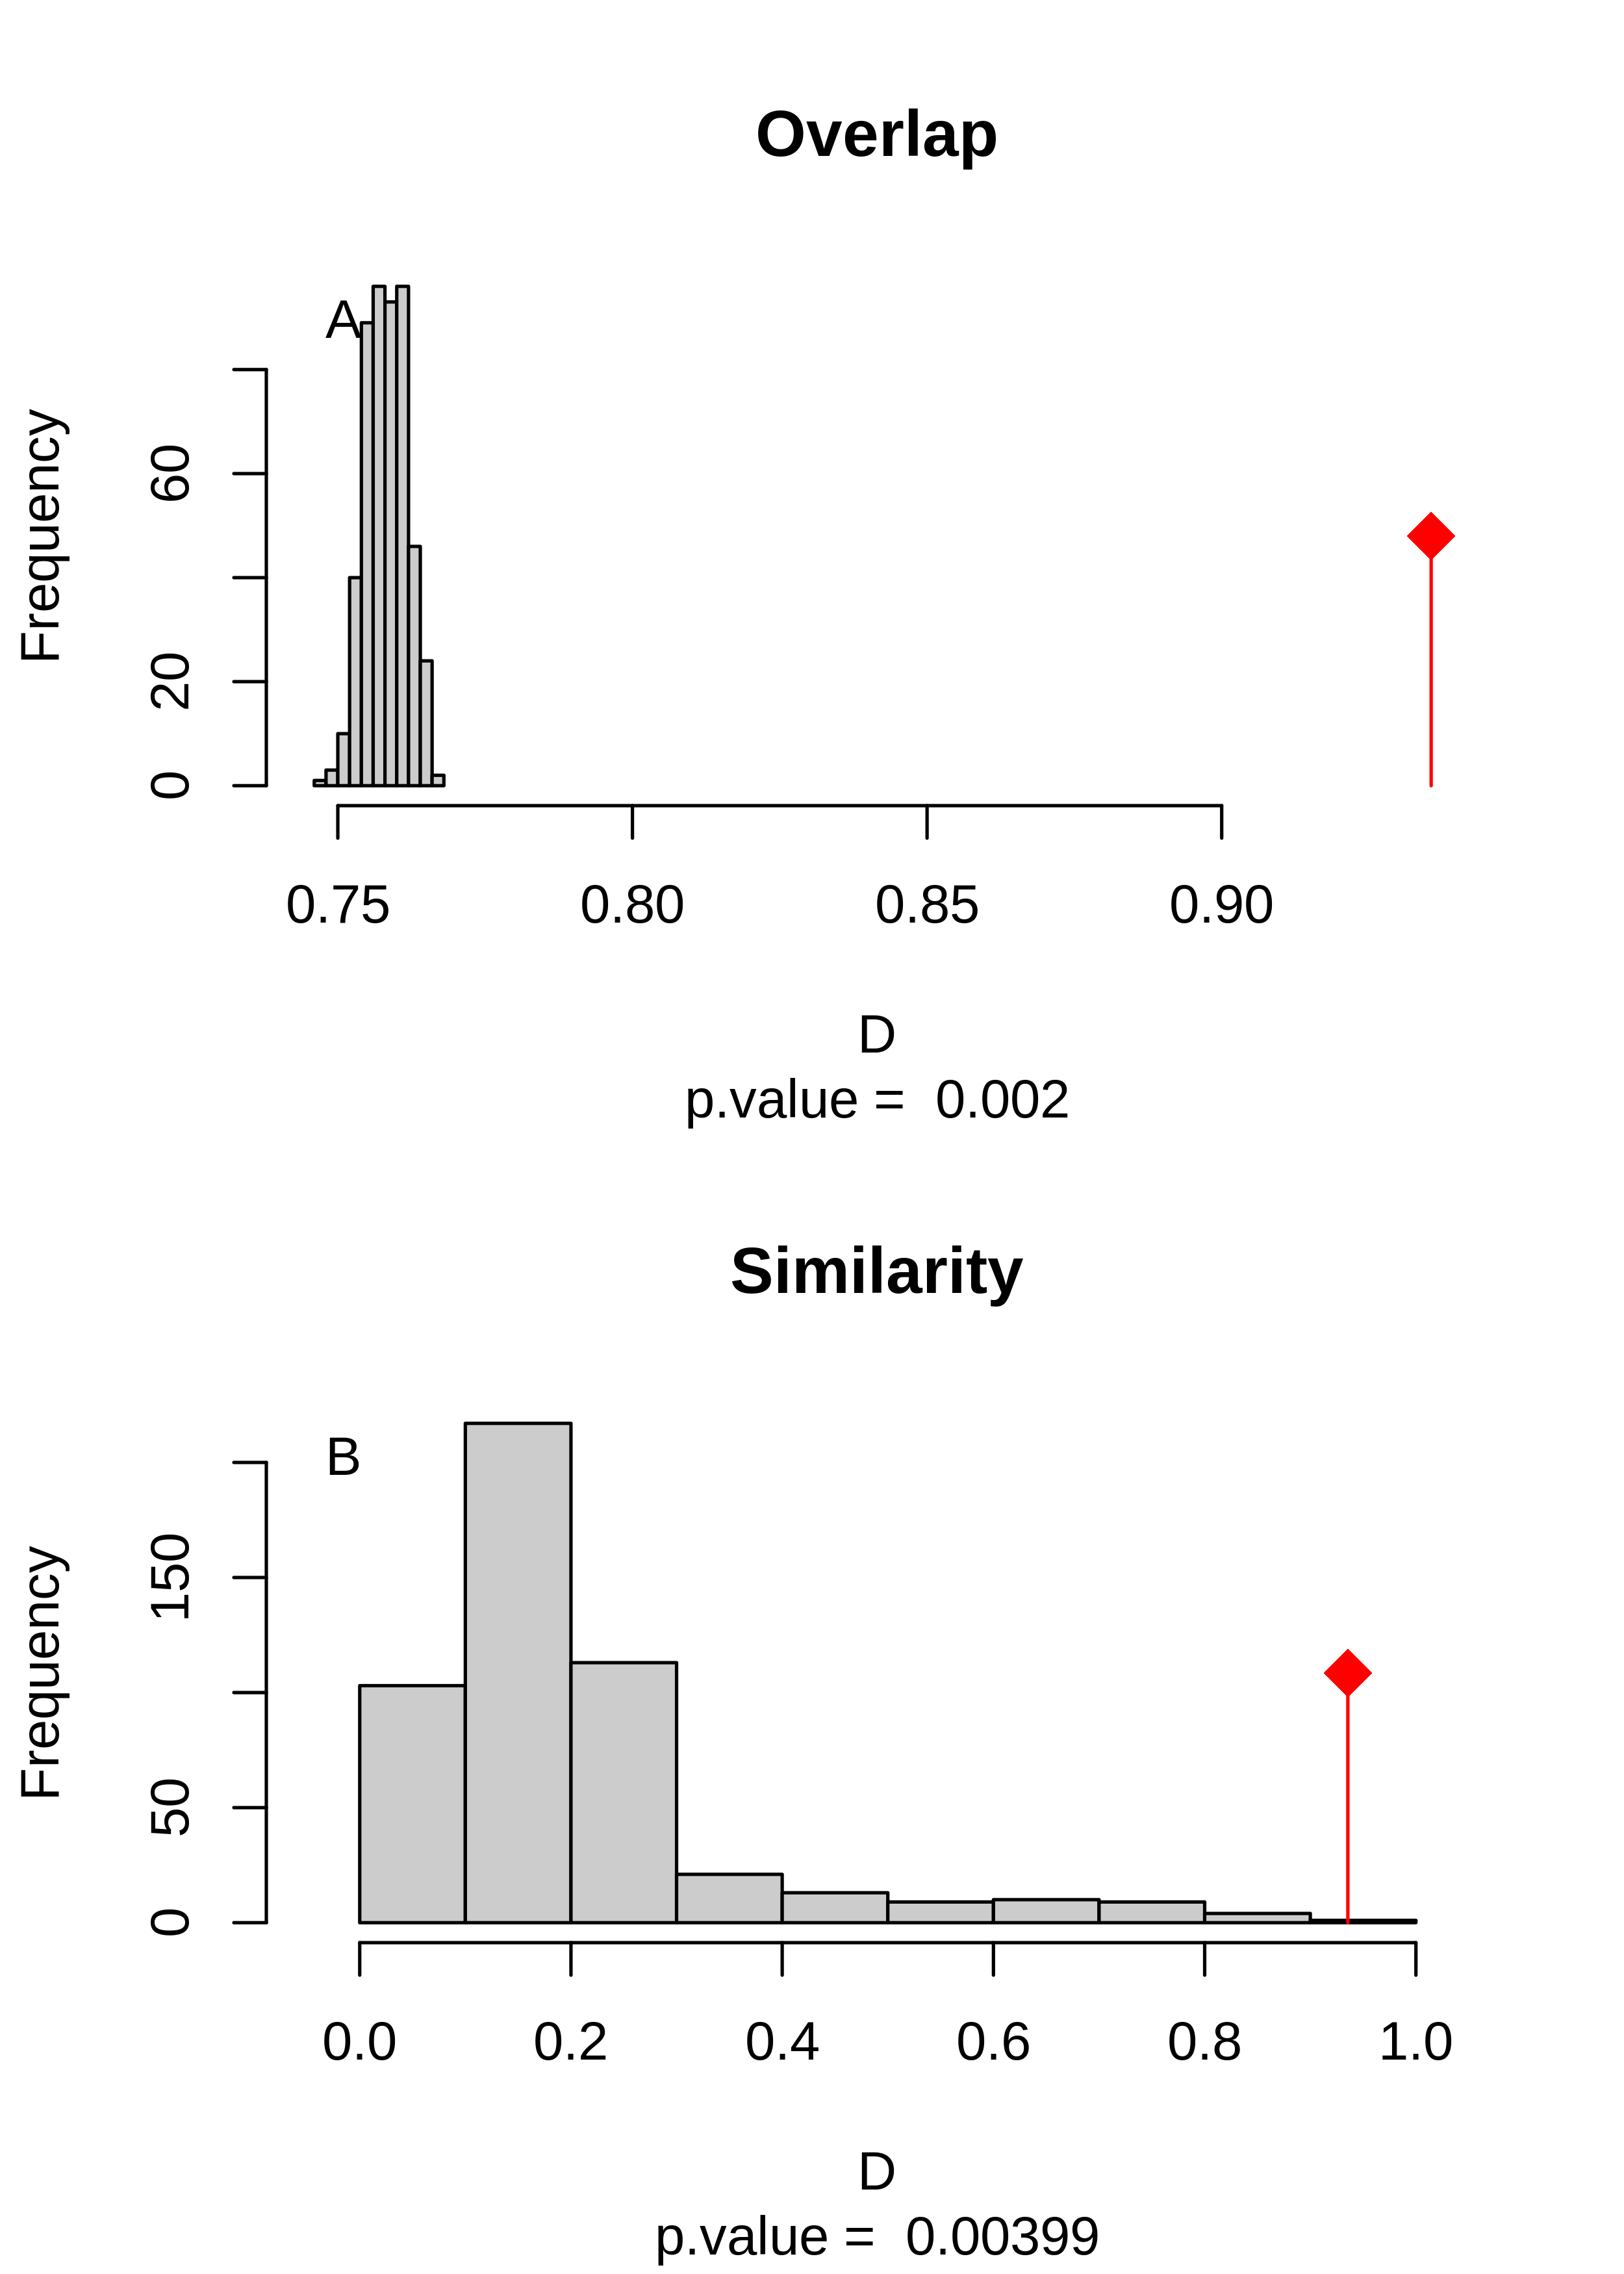 Overlap
A
Frequency
60
20
0
0.75 0.80 0.85 0.90
D
p.value = 0.002
Similarity
B
Frequency
150
50
0
0.0 0.2 0.4 0.6 0.8 1.0
D
p.value = 0.00399